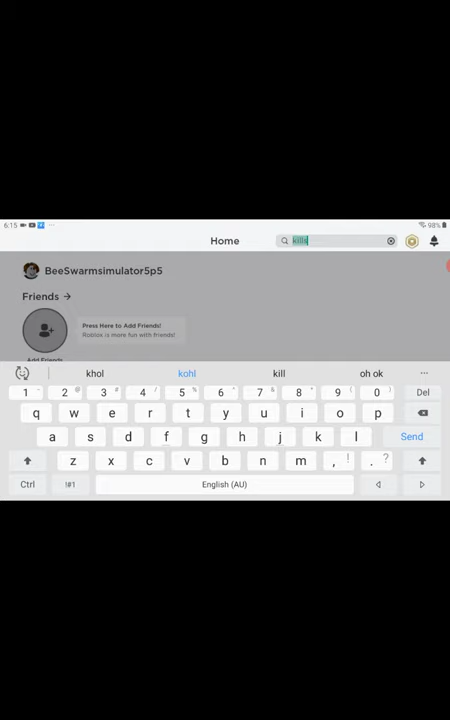 6:15 98%
Home kills
BeeSwarmsimulator5p5
Friends →
Press Here to Add Friends!
Roblox is more fun with friends!
Add Friends
khol kohl kill oh ok ...
1 2 @ 3 # 4 / 5 % 6 ^ 7 & 8 * 9 ( 0 ) Del
q w e r t y u i o p
a s d f g h j k l Send
z x c v b n m , ! . ?
Ctrl !#1 English (AU)